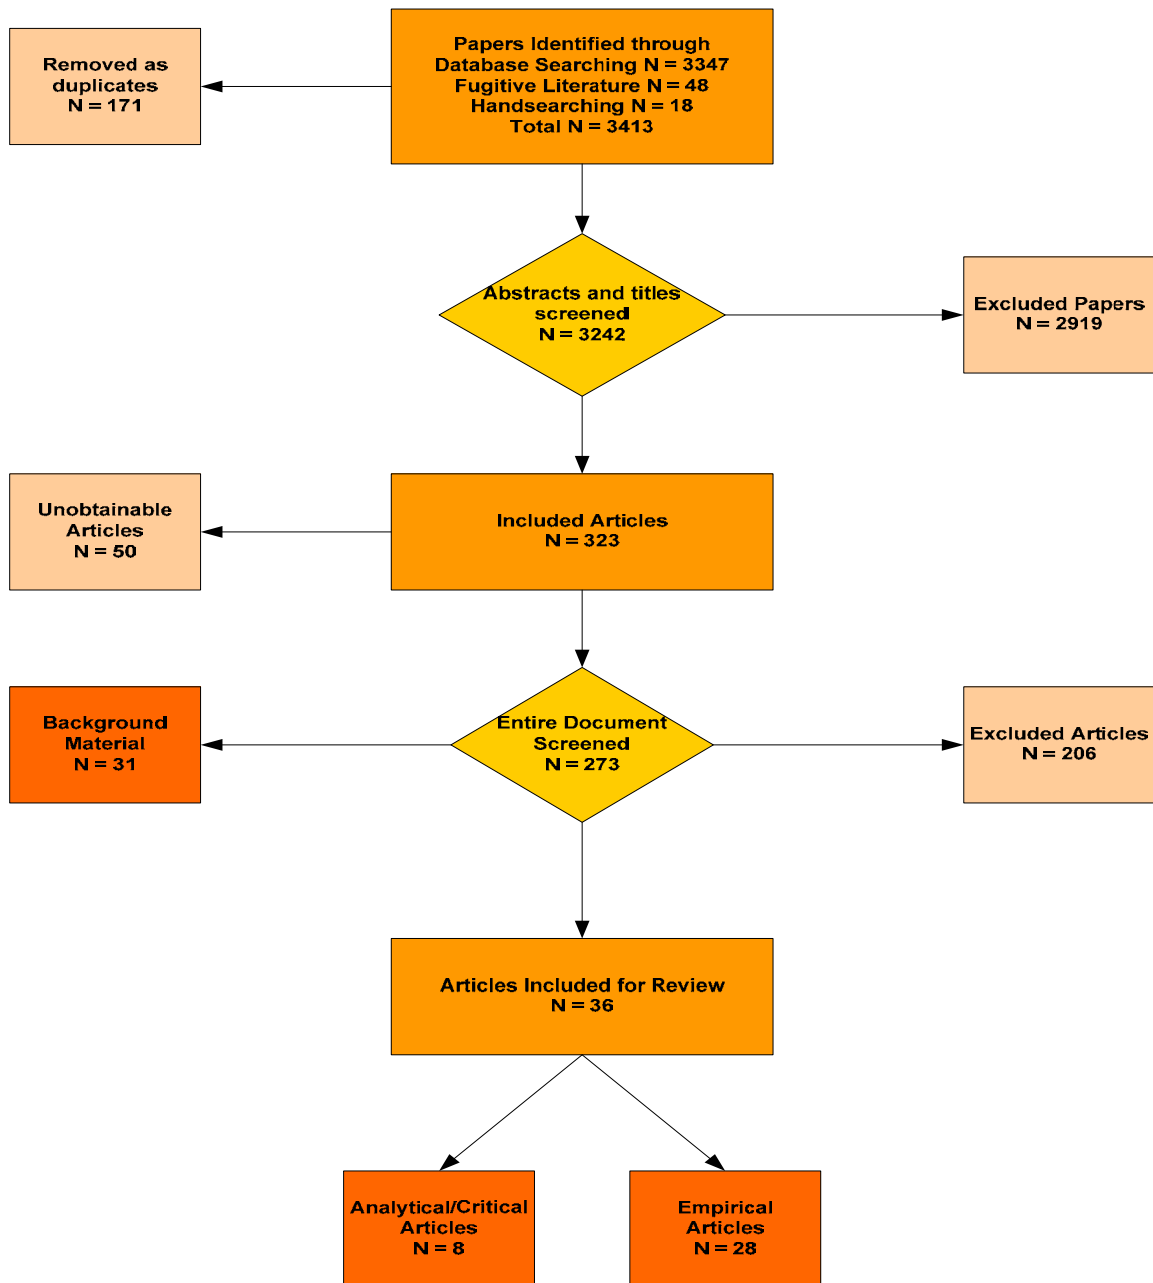 Papers Identified through
Database Searching N = 3347
Fugitive Literature N = 48
Handsearching N = 18
Total N = 3413
Removed as
duplicates
N = 171
Abstracts and titles
screened
N = 3242
Excluded Papers
N = 2919
Included Articles
N = 323
Unobtainable
Articles
N = 50
Entire Document
Screened
N = 273
Background
Material
N = 31
Excluded Articles
N = 206
Articles Included for Review
N = 36
Analytical/Critical
Articles
N = 8
Empirical
Articles
N = 28